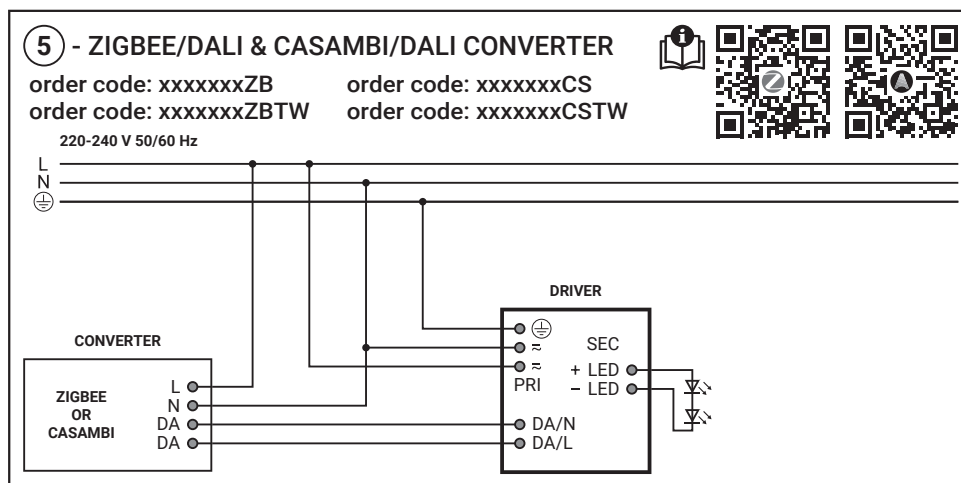 5 - ZIGBEE/DALI & CASAMBI/DALI CONVERTER
order code: xxxxxxxZB
order code: xxxxxxxCS
order code: xxxxxxxZBTW
order code: xxxxxxxCSTW
220-240 V 50/60 Hz
L
N
DRIVER
CONVERTER
SEC
PRI
+ LED
– LED
ZIGBEE
OR
CASAMBI
L
N
DA
DA
DA/N
DA/L